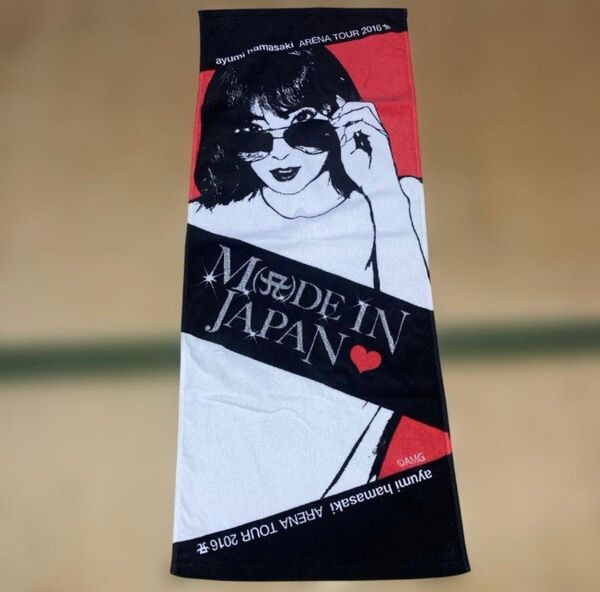 ayumi hamasaki ARENA TOUR 2016 A
M(A)DE IN
JAPAN
©AMG
ayumi hamasaki ARENA TOUR 2016 A